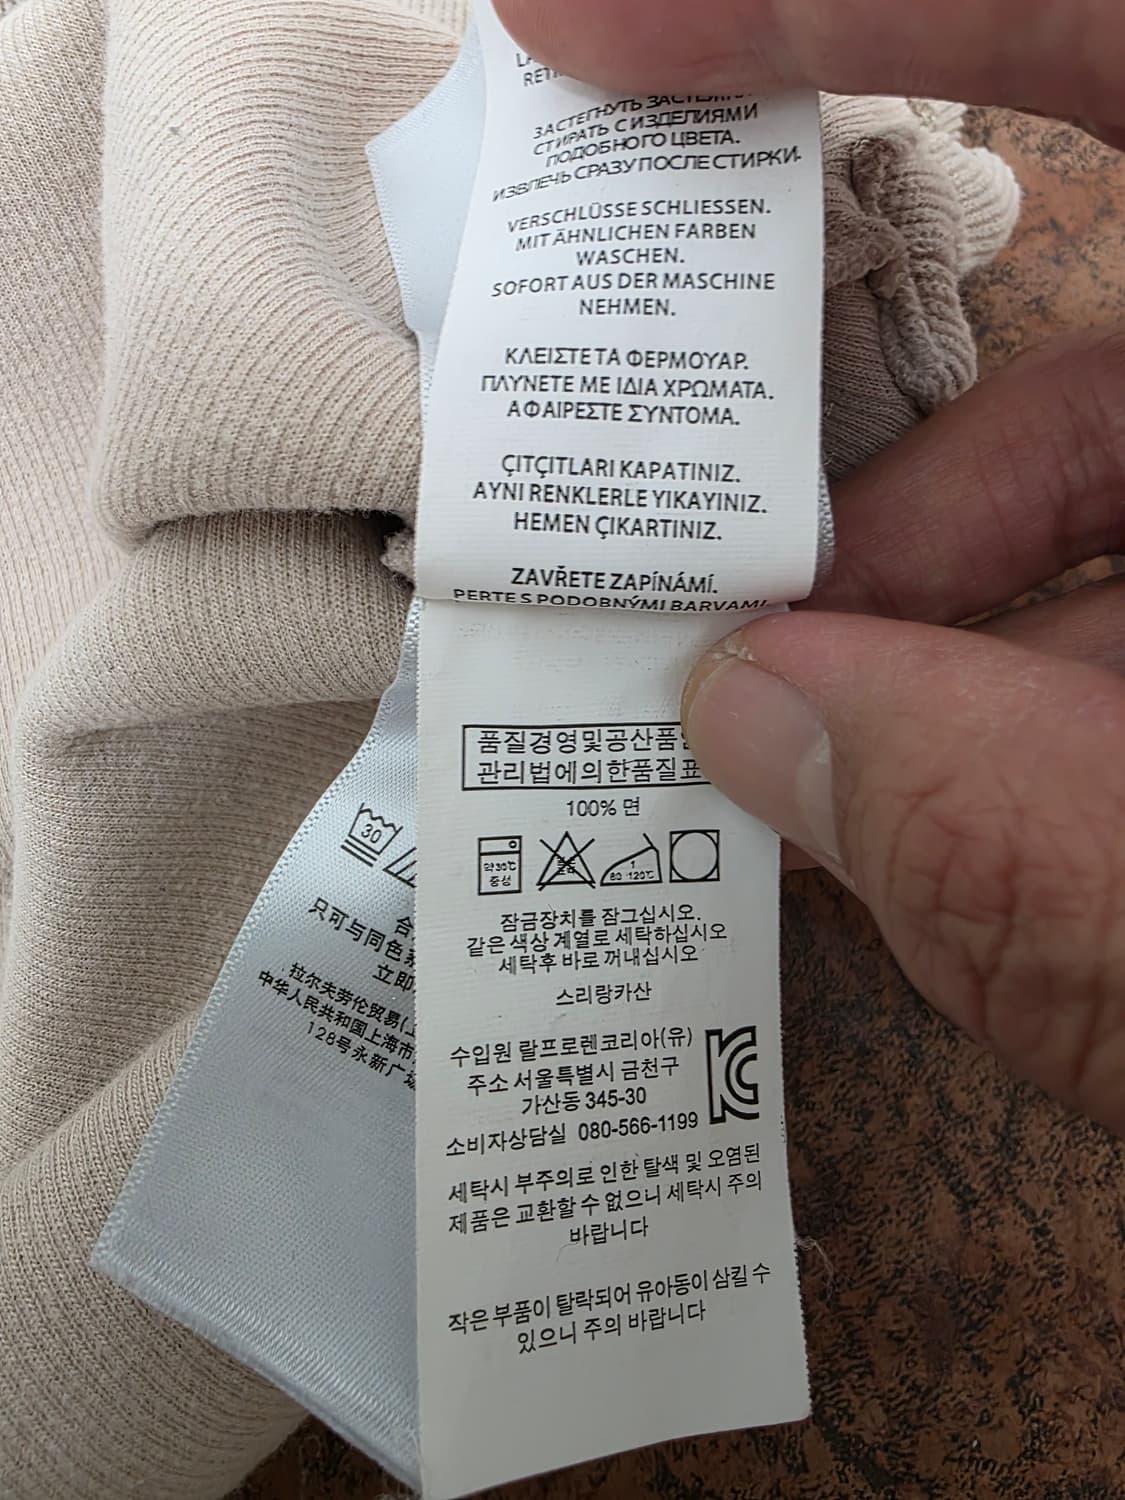 ЗАСТЕГНУТЬ
СТИРАТЬ С ИЗДЕЛИЯМИ
ПОДОБНОГО ЦВЕТА.
ИЗВЛЕЧЬ СРАЗУ ПОСЛЕ СТИРКИ.
VERSCHLÜSSE SCHLIESSEN.
MIT ÄHNLICHEN FARBEN
WASCHEN.
SOFORT AUS DER MASCHINE
NEHMEN.
ΚΛΕΙΣΤΕ ΤΑ ΦΕΡΜΟΥΑΡ.
ΠΛΥΝΕΤΕ ΜΕ ΙΔΙΑ ΧΡΩΜΑΤΑ.
ΑΦΑΙΡΕΣΤΕ ΣΥΝΤΟΜΑ.
ÇITÇITLARI KAPATINIZ.
AYNI RENKLERLE YIKAYINIZ.
HEMEN ÇIKARTINIZ.
ZAVŘETE ZAPÍNÁMÍ.
PERTE S PODOBNÝMI BARVAMI.
품질경영및공산품
관리법에의한품질표
100% 면
약30℃
중성
80-120℃
잠금장치를 잠그십시오.
같은 색상 계열로 세탁하십시오
세탁후 바로 꺼내십시오
스리랑카산
수입원 랄프로렌코리아(유)
주소 서울특별시 금천구
가산동 345-30
소비자상담실 080-566-1199
세탁시 부주의로 인한 탈색 및 오염된
제품은 교환할 수 없으니 세탁시 주의
바랍니다
작은 부품이 탈락되어 유아등이 삼킬 수
있으니 주의 바랍니다
30
只可与同色
立即
拉尔夫劳伦贸易(
中华人民共和国上海市
128号永新广